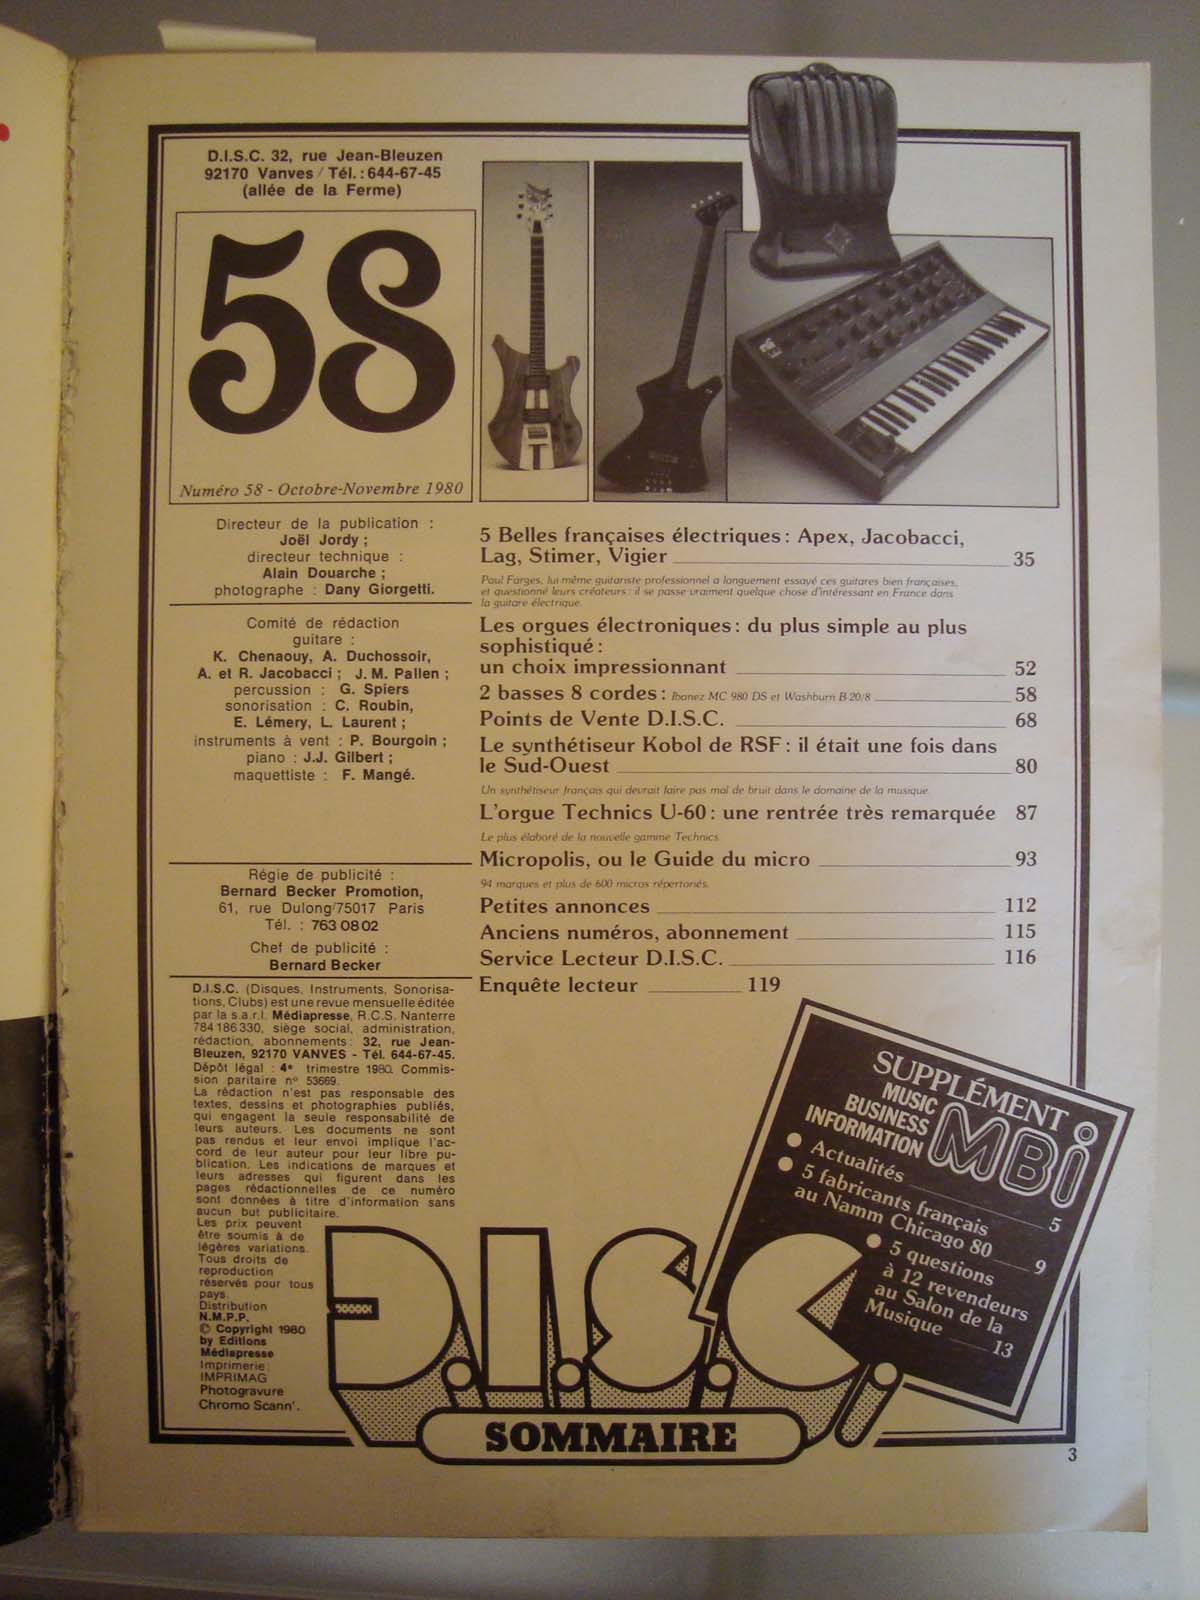 D.I.S.C. 32, rue Jean-Bleuzen
92170 Vanves / Tél. : 644-67-45
(allée de la Ferme)
58
Numéro 58 - Octobre-Novembre 1980
Directeur de la publication :
Joël Jordy ;
directeur technique :
Alain Douarche ;
photographe : Dany Giorgetti.
Comité de rédaction
guitare :
K. Chenaouy, A. Duchossoir,
A. et R. Jacobacci ; J.M. Pallen ;
percussion : G. Spiers
sonorisation : C. Roubin,
E. Lémery, L. Laurent ;
instruments à vent : P. Bourgoin ;
piano : J.J. Gilbert ;
maquettiste : F. Mangé.
Régie de publicité :
Bernard Becker Promotion,
61, rue Dulong/75017 Paris
Tél. : 763 08 02
Chef de publicité :
Bernard Becker
D.I.S.C. (Disques, Instruments, Sonorisa-
tions, Clubs) est une revue mensuelle éditée
par la s.a.r.l. Médiapresse, R.C.S. Nanterre
784 186 330, siège social, administration,
rédaction, abonnements : 32, rue Jean-
Bleuzen, 92170 VANVES - Tél. 644-67-45.
Dépôt légal : 4e trimestre 1980. Commis-
sion paritaire n° 53669.
La rédaction n'est pas responsable des
textes, dessins et photographies publiés,
qui engagent la seule responsabilité de
leurs auteurs. Les documents ne sont
pas rendus et leur envoi implique l'ac-
cord de leur auteur pour leur libre pu-
blication. Les indications de marques et
leurs adresses qui figurent dans les
pages rédactionnelles de ce numéro
sont données à titre d'information sans
aucun but publicitaire.
Les prix peuvent
être soumis à de
légères variations.
Tous droits de
reproduction
réservés pour tous
pays.
Distribution
N.M.P.P.
© Copyright 1980
by Editions
Médiapresse
Imprimerie :
IMPRIMAG
Photogravure
Chromo Scann'.
5 Belles françaises électriques : Apex, Jacobacci,
Lag, Stimer, Vigier 35
Paul Farges, lui-même guitariste professionnel a longuement essayé ces guitares bien françaises,
et questionné leurs créateurs : il se passe vraiment quelque chose d'intéressant en France dans
la guitare électrique.
Les orgues électroniques : du plus simple au plus
sophistiqué :
un choix impressionnant 52
2 basses 8 cordes : Ibanez MC 980 DS et Washburn B 20/8 58
Points de Vente D.I.S.C. 68
Le synthétiseur Kobol de RSF : il était une fois dans
le Sud-Ouest 80
Un synthétiseur français qui devrait faire pas mal de bruit dans le domaine de la musique.
L'orgue Technics U-60 : une rentrée très remarquée 87
Le plus élaboré de la nouvelle gamme Technics.
Micropolis, ou le Guide du micro 93
94 marques et plus de 600 micros répertoriés.
Petites annonces 112
Anciens numéros, abonnement 115
Service Lecteur D.I.S.C. 116
Enquête lecteur 119
SUPPLÉMENT
MUSIC
BUSINESS
INFORMATION
MBi
• Actualités 5
• 5 fabricants français
au Namm Chicago 80 9
• 5 questions
à 12 revendeurs
au Salon de la
Musique 13
D.I.S.C.
SOMMAIRE
3